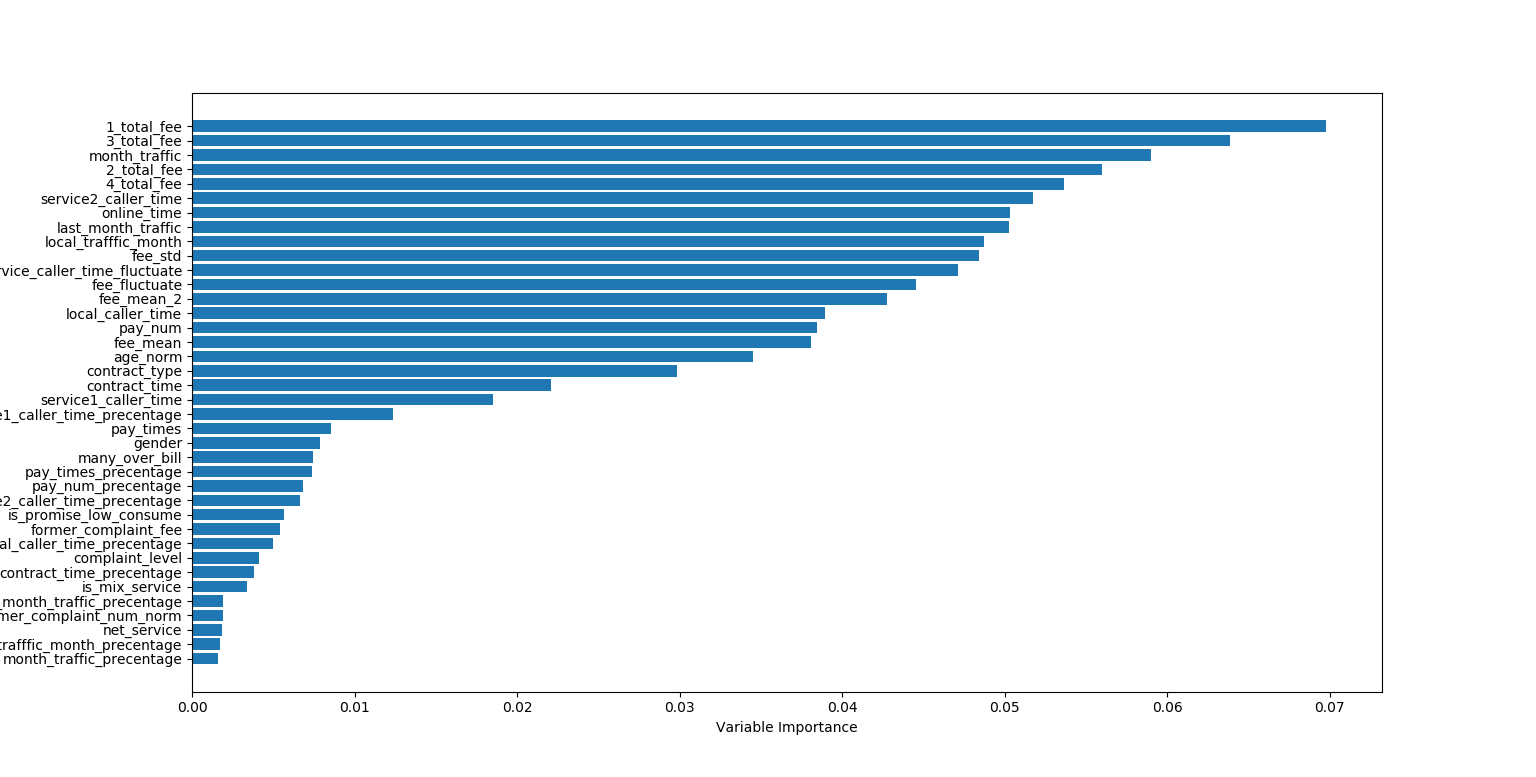 1_total_fee
3_total_fee
month_traffic
2_total_fee
4_total_fee
service2_caller_time
online_time
last_month_traffic
local_trafffic_month
fee_std
rvice_caller_time_fluctuate
fee_fluctuate
fee_mean_2
local_caller_time
pay_num
fee_mean
age_norm
contract_type
contract_time
service1_caller_time
e1_caller_time_precentage
pay_times
gender
many_over_bill
pay_times_precentage
pay_num_precentage
e2_caller_time_precentage
is_promise_low_consume
former_complaint_fee
al_caller_time_precentage
complaint_level
contract_time_precentage
is_mix_service
_month_traffic_precentage
mer_complaint_num_norm
net_service
trafffic_month_precentage
month_traffic_precentage
0.00 0.01 0.02 0.03 0.04 0.05 0.06 0.07
Variable Importance